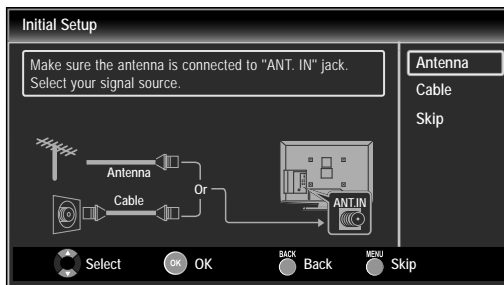 Initial Setup
Make sure the antenna is connected to "ANT. IN" jack.
Select your signal source.
Antenna
Cable
Skip
Antenna
Cable
Or
ANT.IN
Select
OK
OK
BACK
Back
MENU
Skip